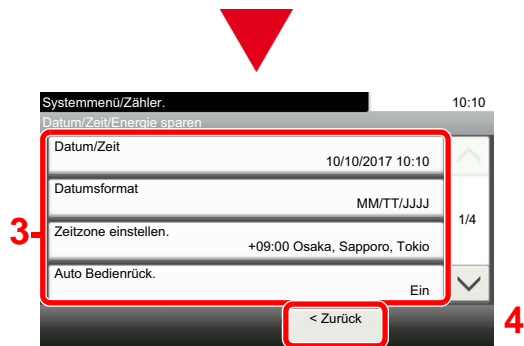 Systemmenü/Zähler.
10:10
Datum/Zeit/Energie sparen
Datum/Zeit
10/10/2017 10:10
Datumsformat
MM/TT/JJJJ
1/4
3
Zeitzone einstellen.
+09:00 Osaka, Sapporo, Tokio
Auto Bedienrück.
Ein
< Zurück
4